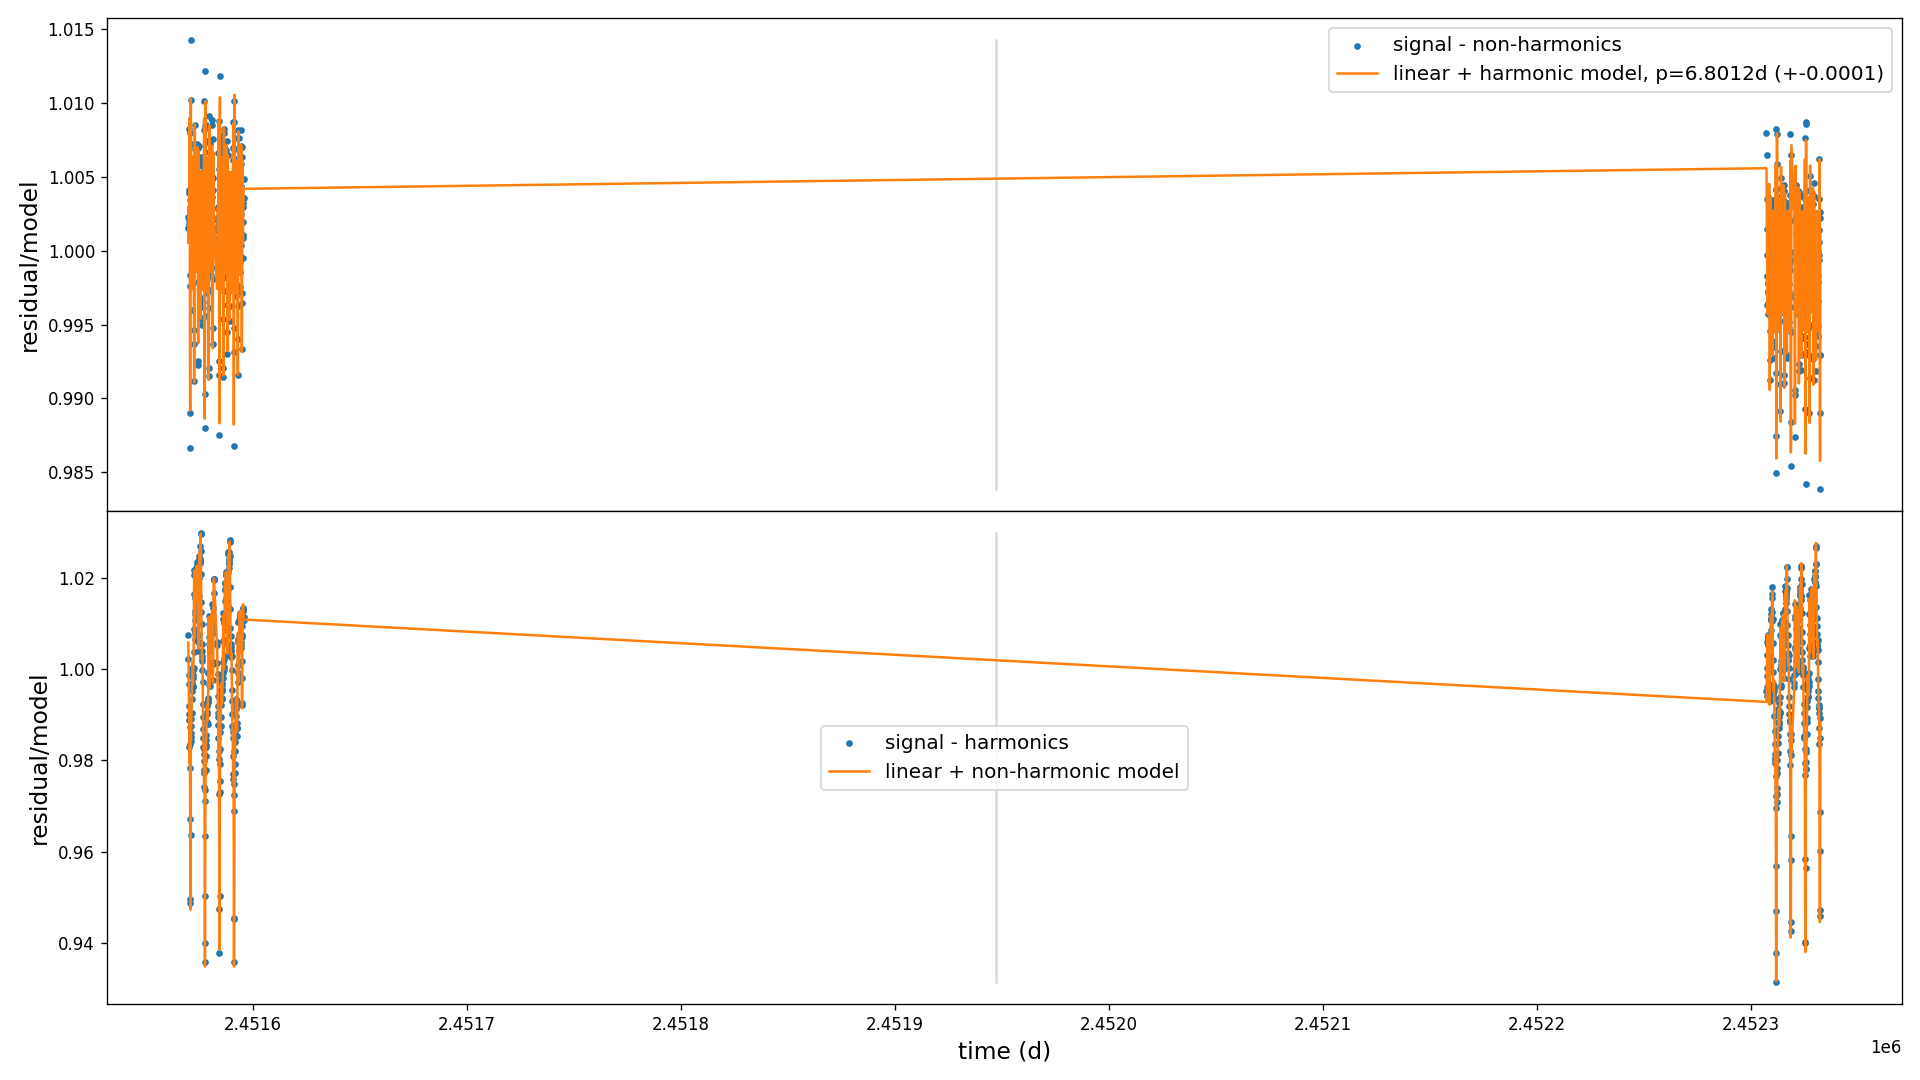 1.015
1.010
1.005
1.000
0.995
0.990
0.985
residual/model
signal - non-harmonics
linear + harmonic model, p=6.8012d (+-0.0001)
1.02
1.00
0.98
0.96
0.94
residual/model
signal - harmonics
linear + non-harmonic model
2.4516
2.4517
2.4518
2.4519
2.4520
2.4521
2.4522
2.4523
1e6
time (d)